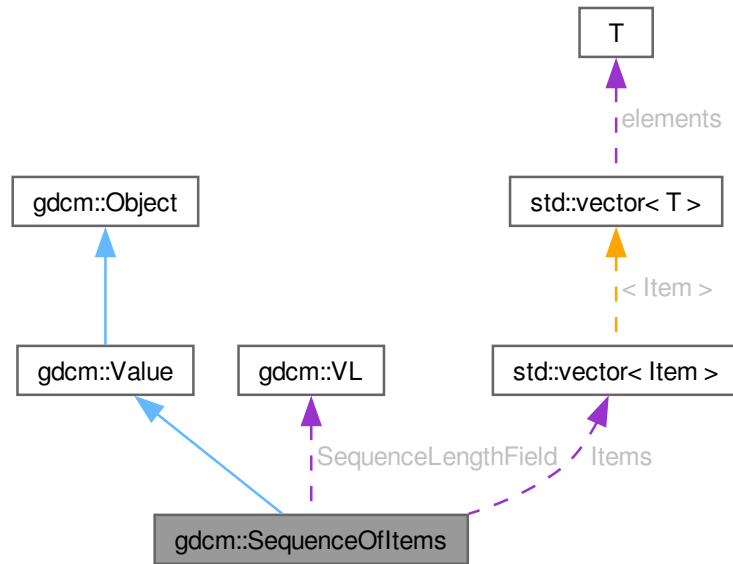 T
elements
gdcm::Object
std::vector< T >
< Item >
gdcm::Value
gdcm::VL
std::vector< Item >
SequenceLengthField
Items
gdcm::SequenceOfItems